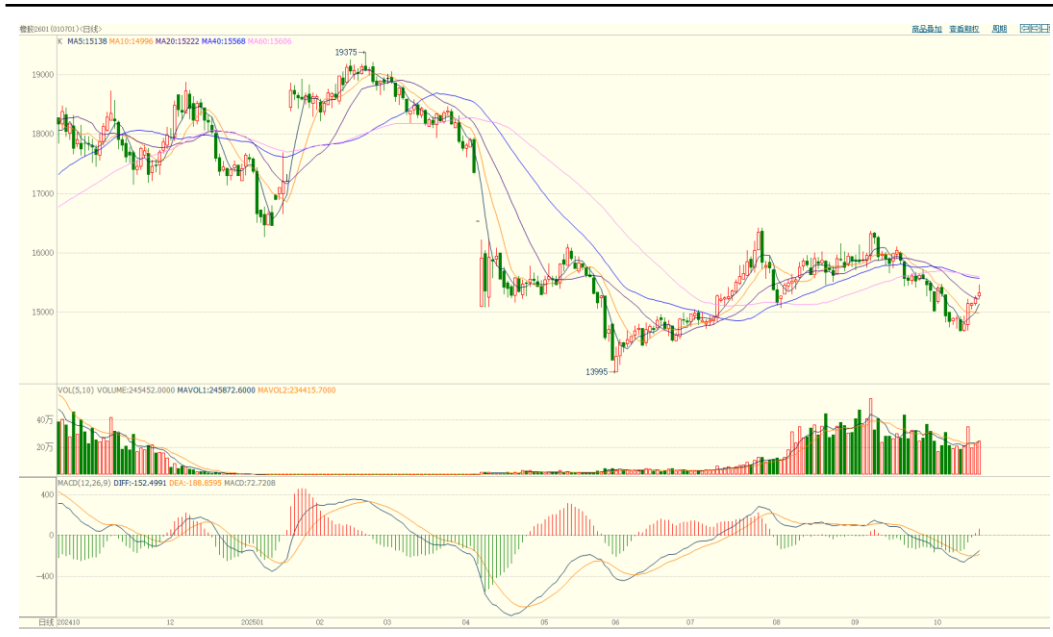 橡胶2601 (010701)<日线>
商品叠加 查看期权 周期
K MA5:15138 MA10:14996 MA20:15222 MA40:15568 MA60:15606
19375
19000
18000
17000
16000
15000
13995
VOL(5,10) VOLUME:245452.0000 MAVOL1:245872.6000 MAVOL2:234415.7000
40万
20万
MACD(12,26,9) DIFF:-152.4991 DEA:-188.8595 MACD:72.7208
400
0
-400
日线 202410 12 202501 02 03 04 05 06 07 08 09 10